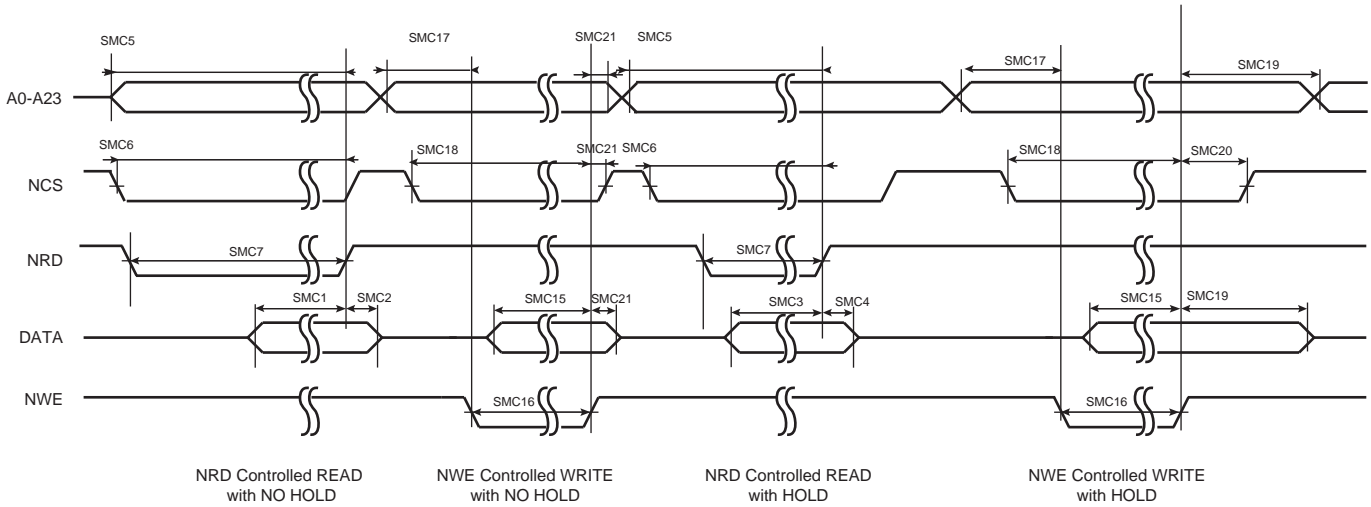 SMC5 SMC17 SMC21 SMC5 SMC17 SMC19
A0-A23
SMC6 SMC18 SMC21 SMC6 SMC18 SMC20
NCS
NRD SMC7 SMC7
SMC1 SMC2 SMC15 SMC21 SMC3 SMC4 SMC15 SMC19
DATA
NWE SMC16 SMC16
NRD Controlled READ
with NO HOLD
NWE Controlled WRITE
with NO HOLD
NRD Controlled READ
with HOLD
NWE Controlled WRITE
with HOLD